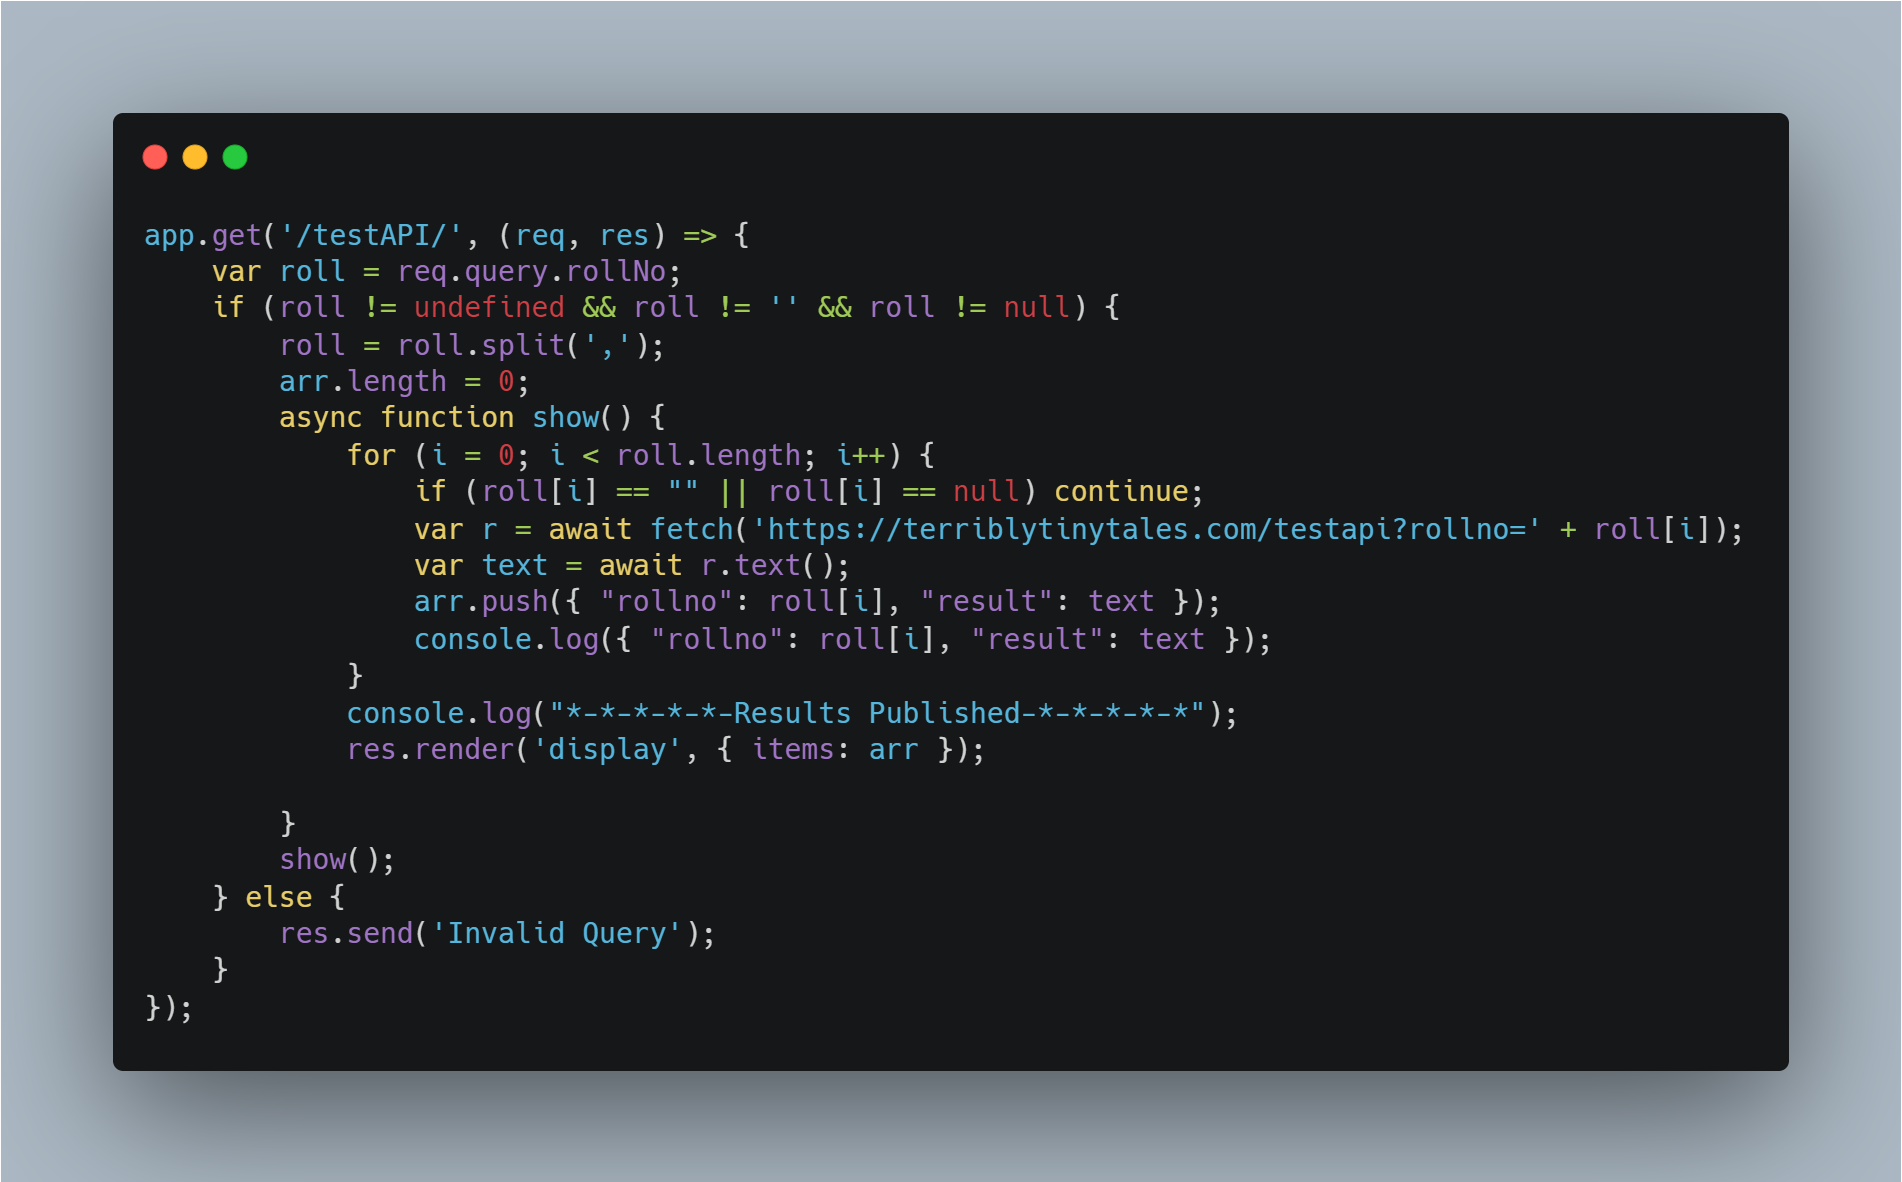 app.get('/testAPI/', (req, res) => {
    var roll = req.query.rollNo;
    if (roll != undefined && roll != '' && roll != null) {
        roll = roll.split(',');
        arr.length = 0;
        async function show() {
            for (i = 0; i < roll.length; i++) {
                if (roll[i] == "" || roll[i] == null) continue;
                var r = await fetch('https://terriblytinytales.com/testapi?rollno=' + roll[i]);
                var text = await r.text();
                arr.push({ "rollno": roll[i], "result": text });
                console.log({ "rollno": roll[i], "result": text });
            }
            console.log("*-*-*-*-*-Results Published-*-*-*-*-*");
            res.render('display', { items: arr });

        }
        show();
    } else {
        res.send('Invalid Query');
    }
});